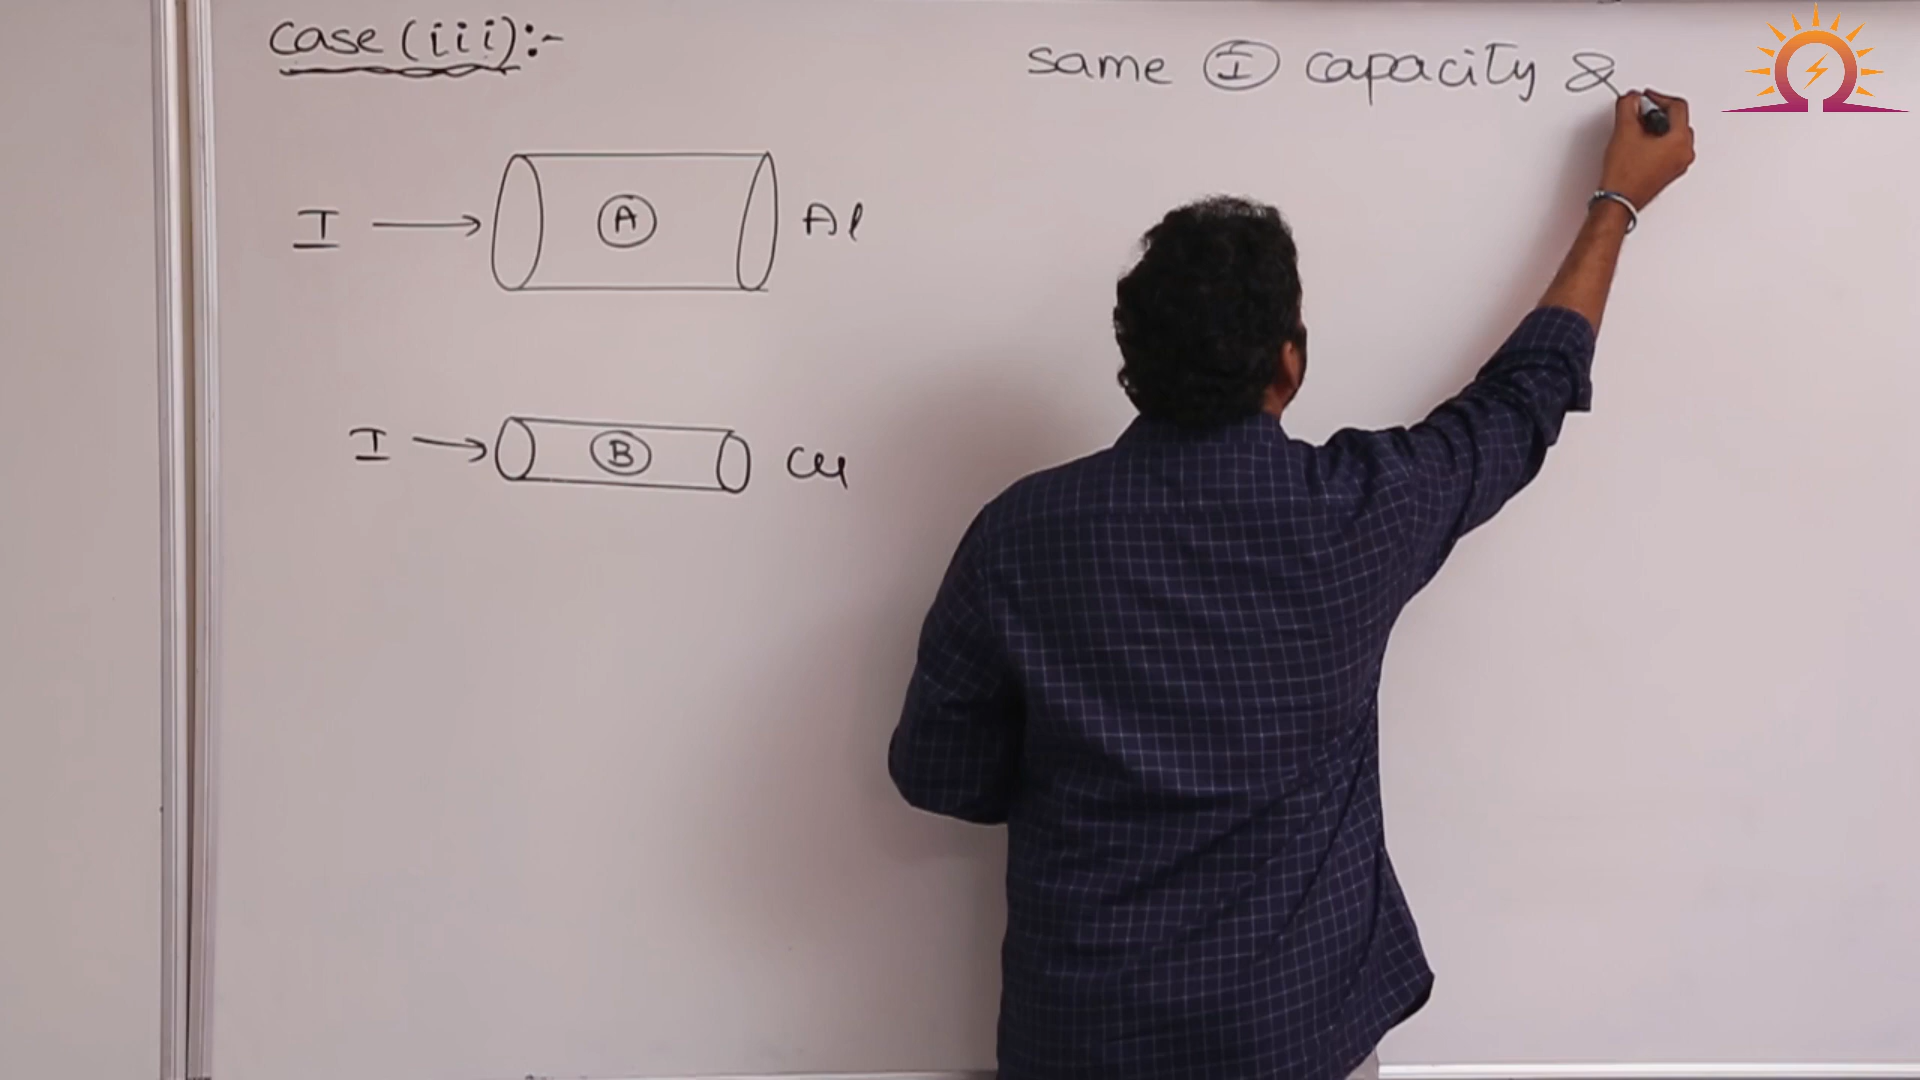 case (iii):-
same I capacity &
I → A Al
I → B Cu